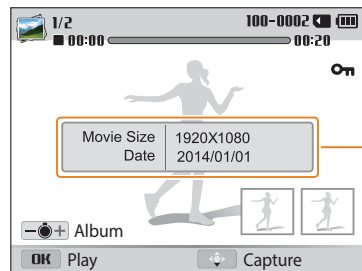 1/2 100-0002
00:00 00:20
Movie Size 1920X1080
Date 2014/01/01
Album
OK Play Capture